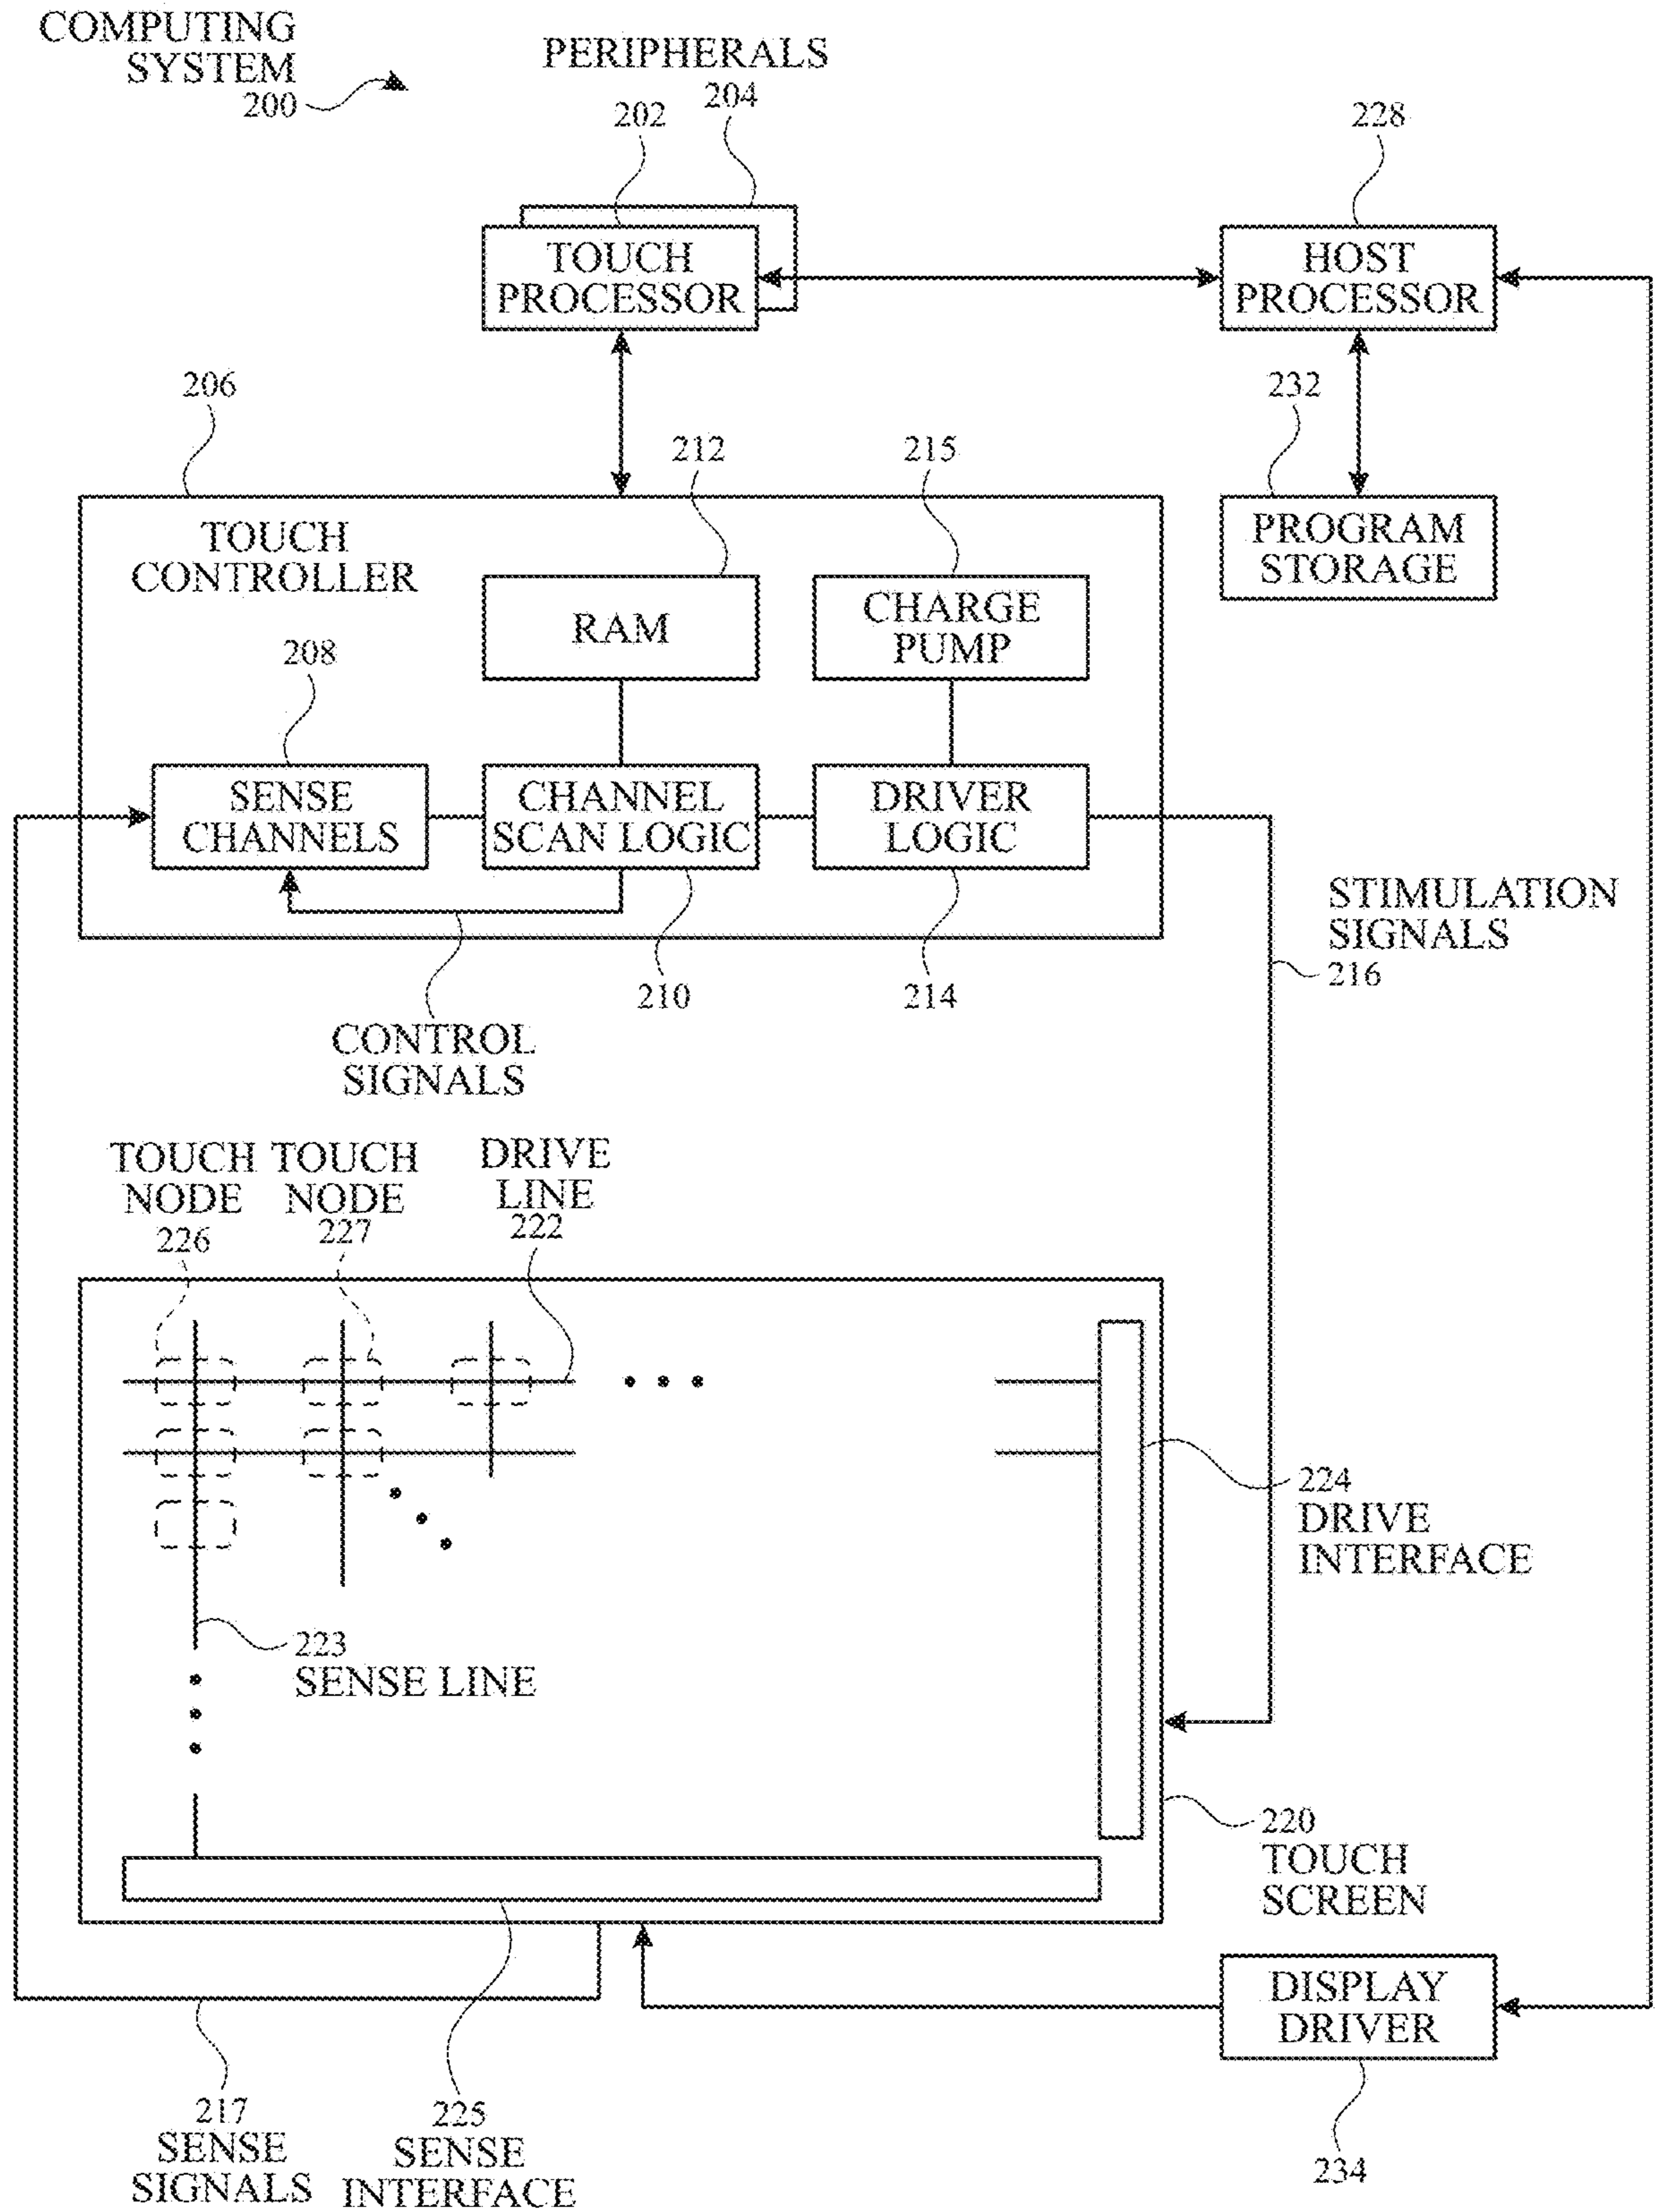 COMPUTING
SYSTEM
200
PERIPHERALS
204
202
228
TOUCH
PROCESSOR
HOST
PROCESSOR
206
212
215
232
TOUCH
CONTROLLER
RAM
CHARGE
PUMP
PROGRAM
STORAGE
208
SENSE
CHANNELS
CHANNEL
SCAN LOGIC
DRIVER
LOGIC
STIMULATION
SIGNALS
216
210
214
CONTROL
SIGNALS
TOUCH
NODE
226
TOUCH
NODE
227
DRIVE
LINE
222
224
DRIVE
INTERFACE
223
SENSE LINE
220
TOUCH
SCREEN
DISPLAY
DRIVER
217
SENSE
SIGNALS
225
SENSE
INTERFACE
234